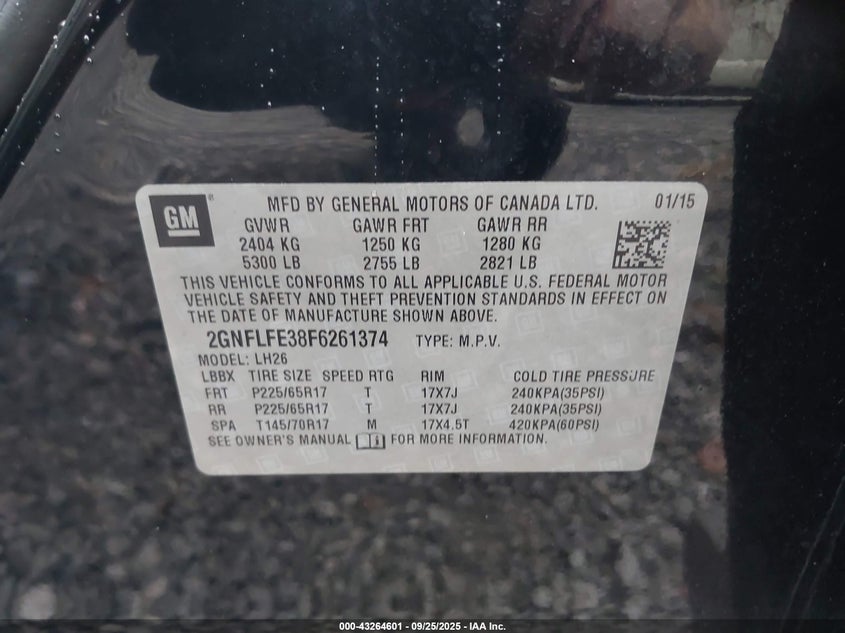 GM
®
MFD BY GENERAL MOTORS OF CANADA LTD. 01/15
GVWR GAWR FRT GAWR RR
2404 KG 1250 KG 1280 KG
5300 LB 2755 LB 2821 LB
THIS VEHICLE CONFORMS TO ALL APPLICABLE U.S. FEDERAL MOTOR
VEHICLE SAFETY AND THEFT PREVENTION STANDARDS IN EFFECT ON
THE DATE OF MANUFACTURE SHOWN ABOVE.
2GNFLFE38F6261374 TYPE: M.P.V.
MODEL: LH26
LBBX TIRE SIZE SPEED RTG RIM COLD TIRE PRESSURE
FRT P225/65R17 T 17X7J 240KPA(35PSI)
RR P225/65R17 T 17X7J 240KPA(35PSI)
SPA T145/70R17 M 17X4.5T 420KPA(60PSI)
SEE OWNER'S MANUAL FOR MORE INFORMATION.
000-43264601 - 09/25/2025 - IAA Inc.